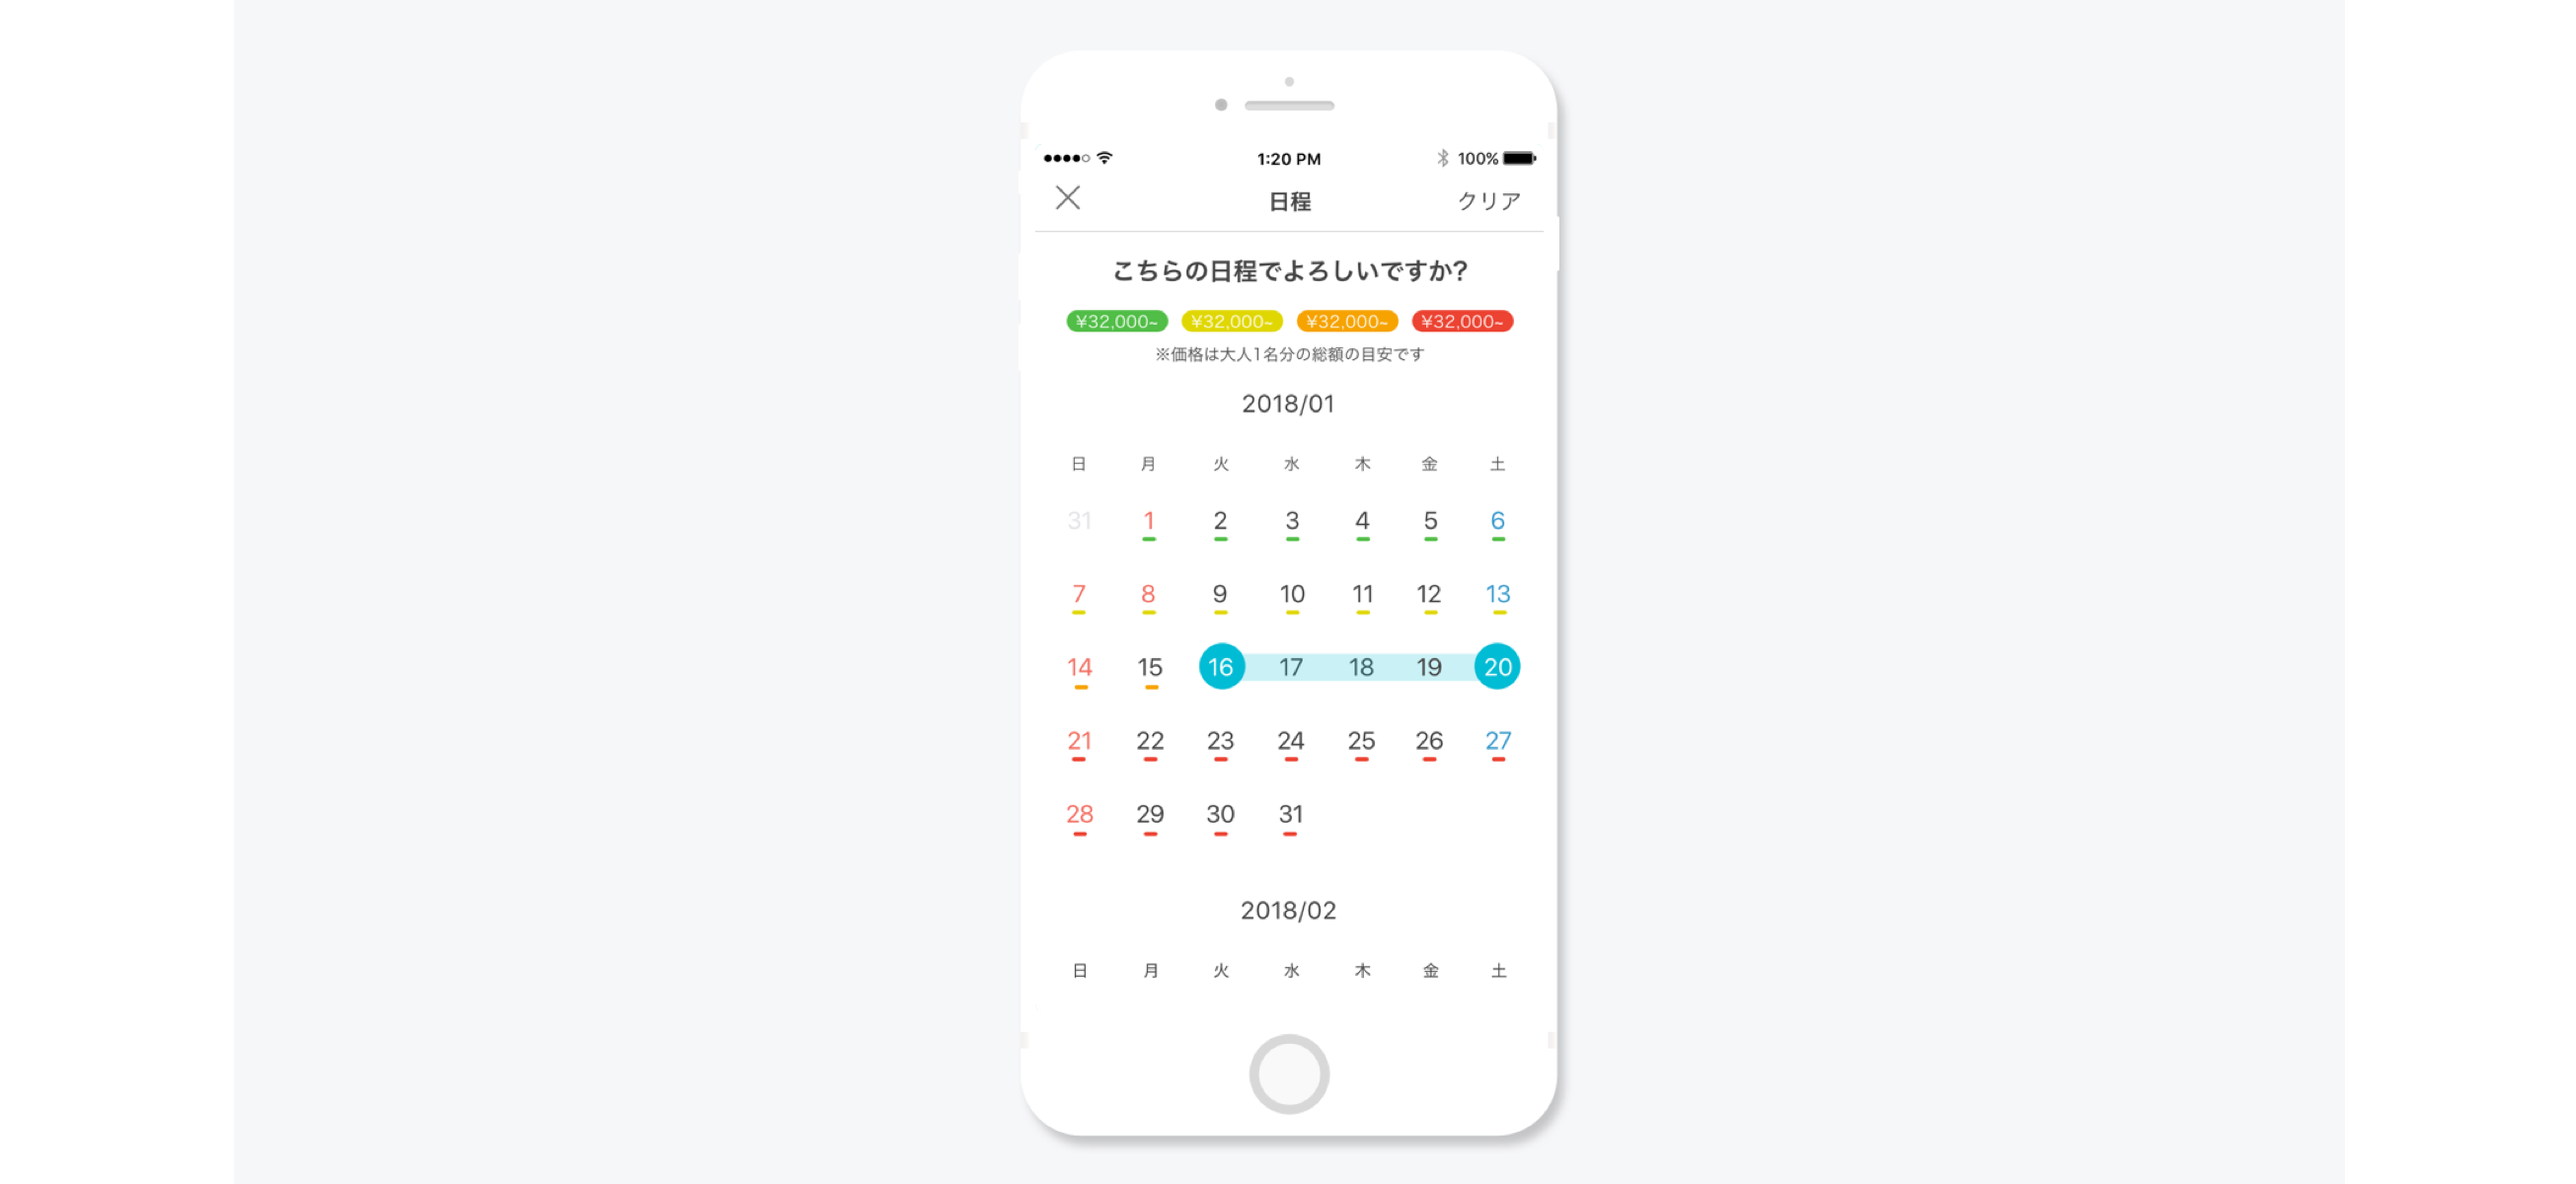 1:20 PM 100%
日程 クリア
こちらの日程でよろしいですか?
¥32,000~ ¥32,000~ ¥32,000~ ¥32,000~
※価格は大人1名分の総額の目安です
2018/01
日 月 火 水 木 金 土
31 1 2 3 4 5 6
7 8 9 10 11 12 13
14 15 16 17 18 19 20
21 22 23 24 25 26 27
28 29 30 31
2018/02
日 月 火 水 木 金 土